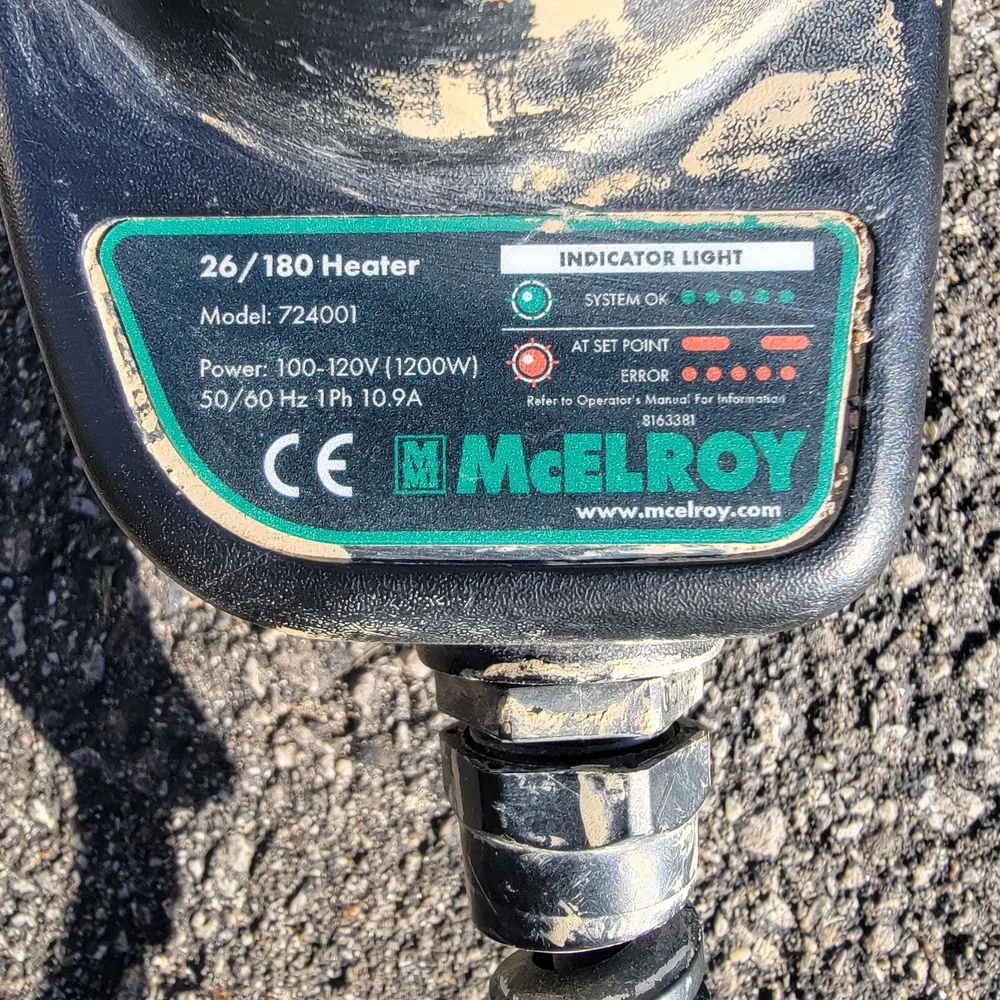 26/180 Heater
Model: 724001
Power: 100-120V (1200W)
50/60 Hz 1Ph 10.9A
CE
INDICATOR LIGHT
SYSTEM OK
AT SET POINT
ERROR
Refer to Operator's Manual For Information
8163381
M
McELROY
www.mcelroy.com